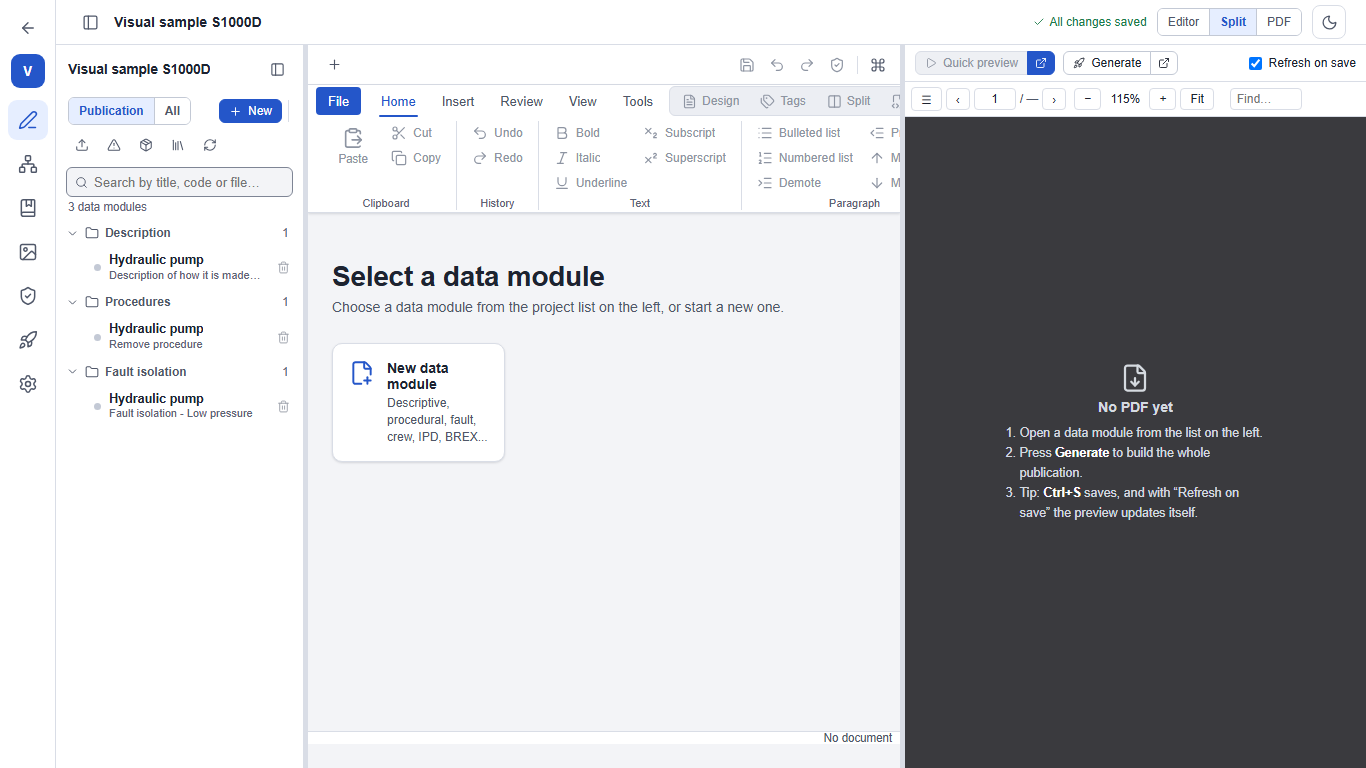 Visual sample S1000D
All changes saved
Editor
Split
PDF
V
Visual sample S1000D
Publication
All
+ New
Search by title, code or file…
3 data modules
Description 1
Hydraulic pump
Description of how it is made…
Procedures 1
Hydraulic pump
Remove procedure
Fault isolation 1
Hydraulic pump
Fault isolation - Low pressure
File
Home
Insert
Review
View
Tools
Design
Tags
Split
Paste
Cut
Copy
Clipboard
Undo
Redo
History
Bold
Italic
Underline
Subscript
Superscript
Text
Bulleted list
Numbered list
Demote
Paragraph
Select a data module
Choose a data module from the project list on the left, or start a new one.
New data
module
Descriptive,
procedural, fault,
crew, IPD, BREX...
No document
Quick preview
Generate
Refresh on save
1 / —
115%
Fit
Find…
No PDF yet
1. Open a data module from the list on the left.
2. Press Generate to build the whole
publication.
3. Tip: Ctrl+S saves, and with “Refresh on
save” the preview updates itself.